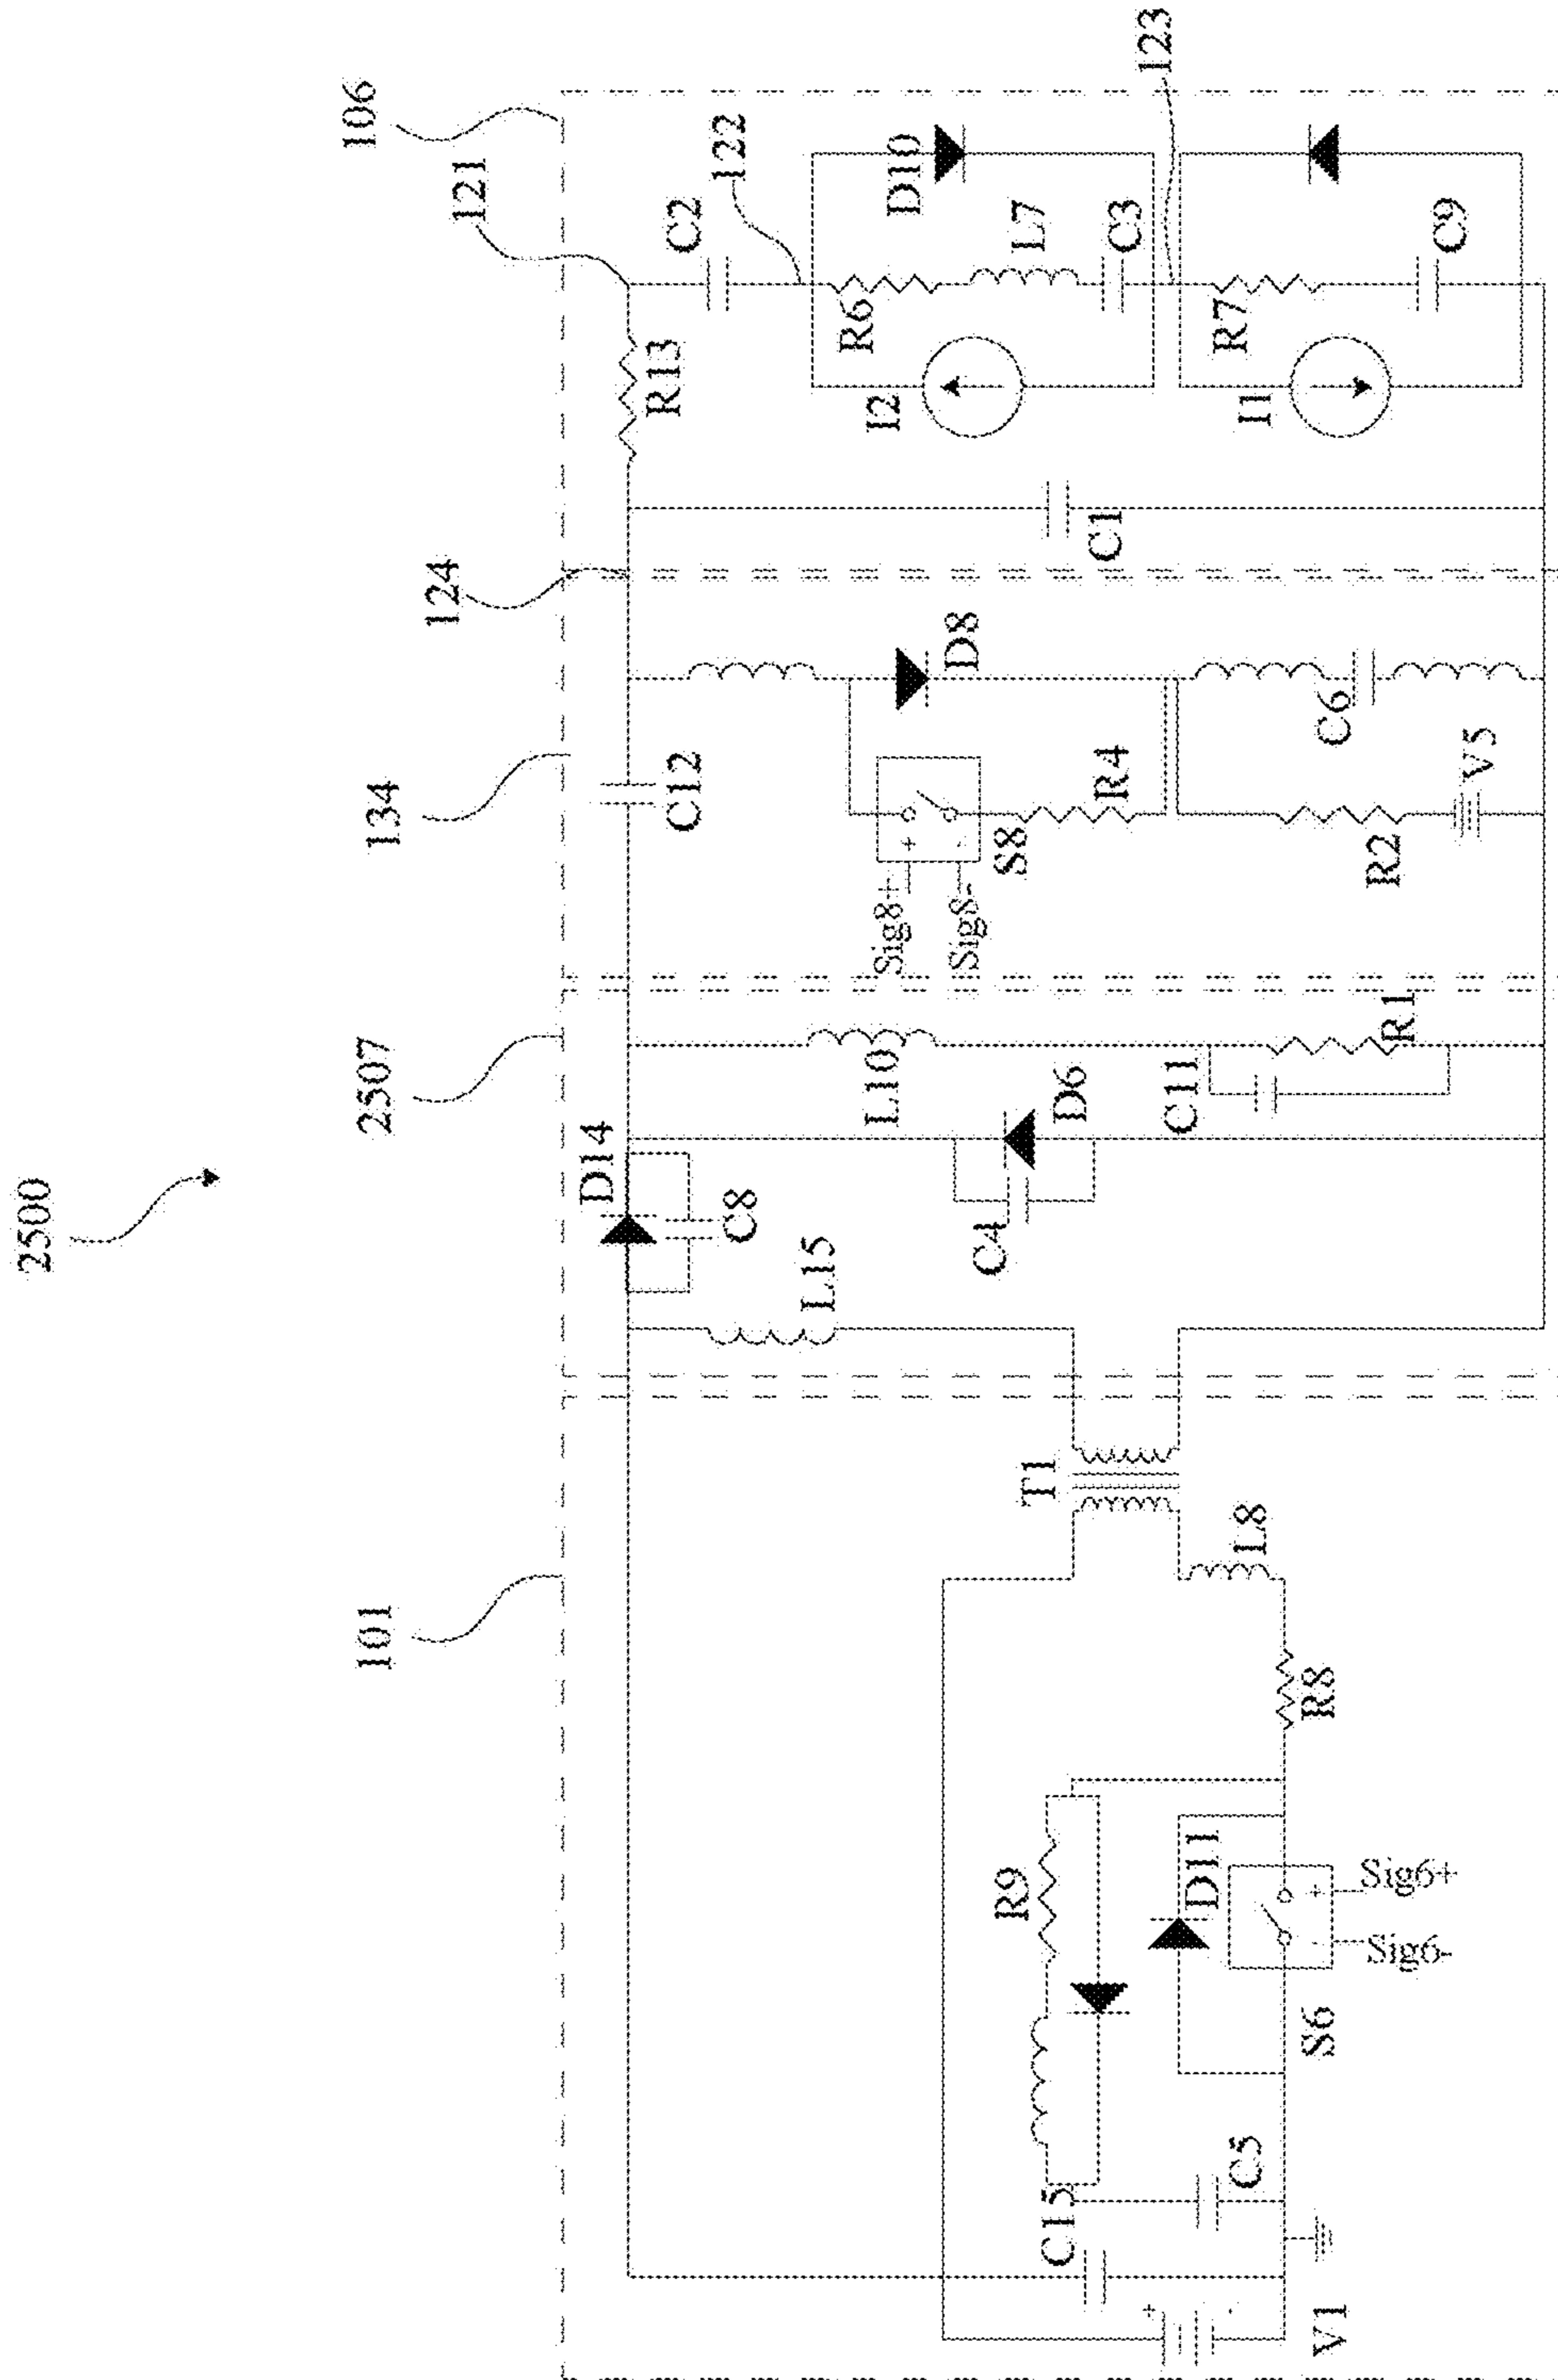 2500
101
2507
134
106
121
124
122
123
D14
C8
L15
C12
R13
C2
D10
R6
L7
C3
I2
R7
C9
I1
C1
D8
Sig8+
Sig8-
S8
R4
C6
R2
V5
L10
D6
C4
C11
R1
T1
L8
R8
R9
D11
Sig6+
Sig6-
S6
C15
C5
V1
+
-
+
-
+
-